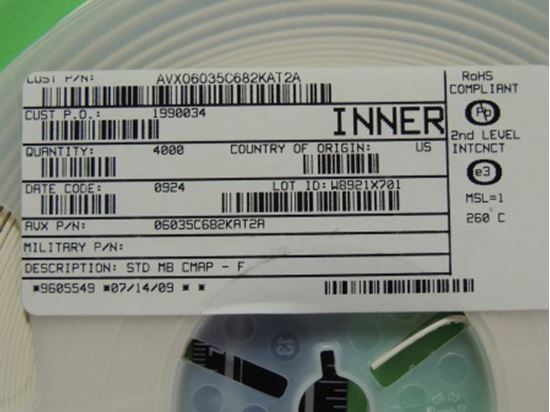 CUST P/N: AVX06035C682KAT2A
CUST P.O.: 1990034
INNER
QUANTITY: 4000 COUNTRY OF ORIGIN: US
DATE CODE: 0924 LOT ID: W8921X701
AVX P/N: 06035C682KAT2A
MILITARY P/N:
DESCRIPTION: STD MB CMAP - F
*9605549 *07/14/09 * *
RoHS
COMPLIANT
Pb
2nd LEVEL
INTCNCT
e3
MSL=1
260°C